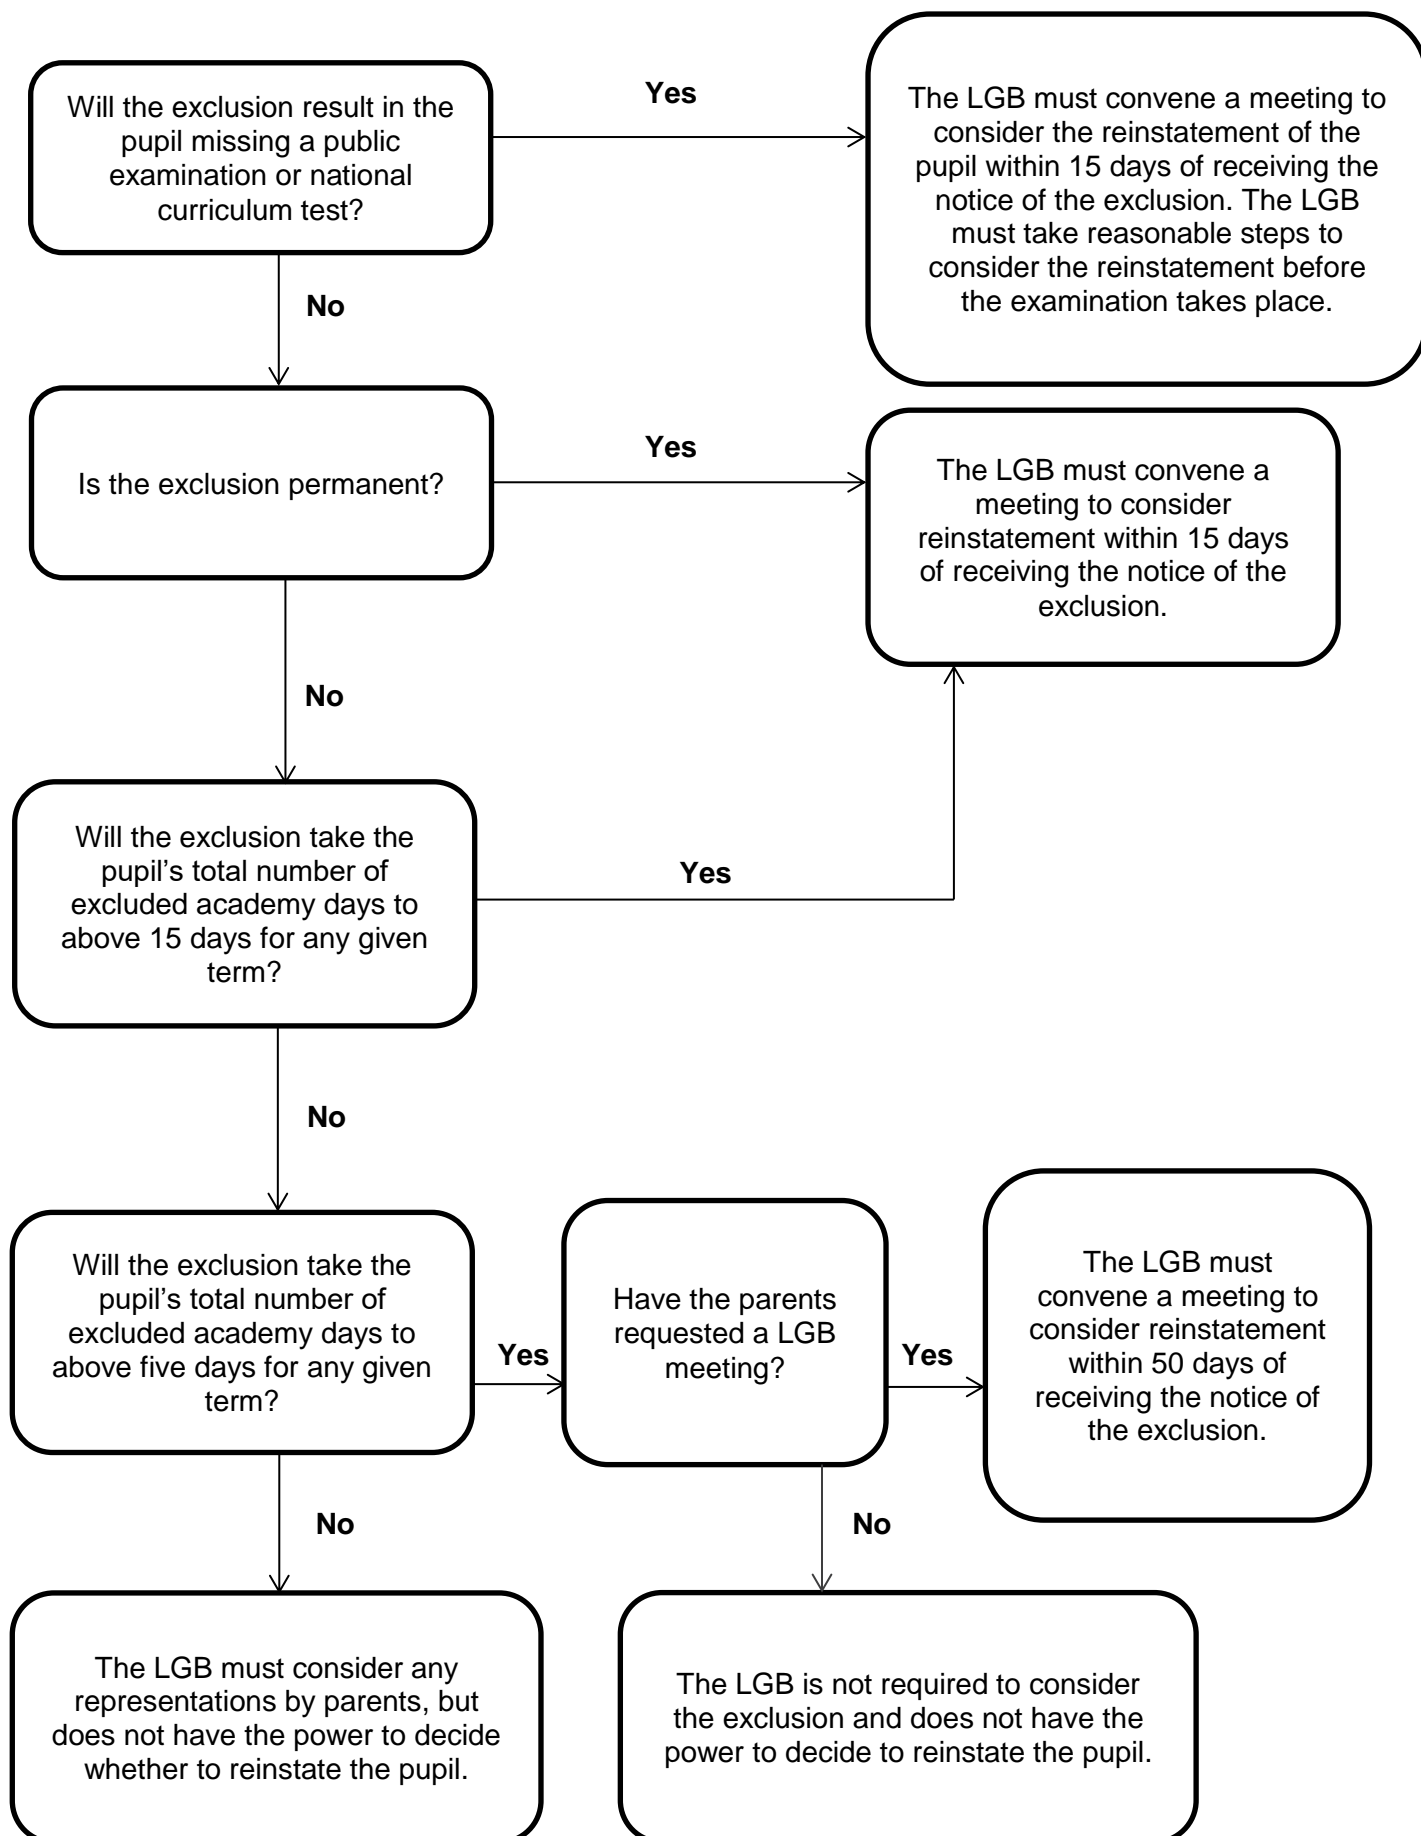 Will the exclusion result in the
pupil missing a public
examination or national
curriculum test?
Yes
The LGB must convene a meeting to
consider the reinstatement of the
pupil within 15 days of receiving the
notice of the exclusion. The LGB
must take reasonable steps to
consider the reinstatement before
the examination takes place.
No
Is the exclusion permanent?
Yes
The LGB must convene a
meeting to consider
reinstatement within 15 days
of receiving the notice of the
exclusion.
No
Will the exclusion take the
pupil’s total number of
excluded academy days to
above 15 days for any given
term?
Yes
No
Will the exclusion take the
pupil’s total number of
excluded academy days to
above five days for any given
term?
Yes
Have the parents
requested a LGB
meeting?
Yes
The LGB must
convene a meeting to
consider reinstatement
within 50 days of
receiving the notice of
the exclusion.
No
No
The LGB must consider any
representations by parents, but
does not have the power to decide
whether to reinstate the pupil.
The LGB is not required to consider
the exclusion and does not have the
power to decide to reinstate the pupil.